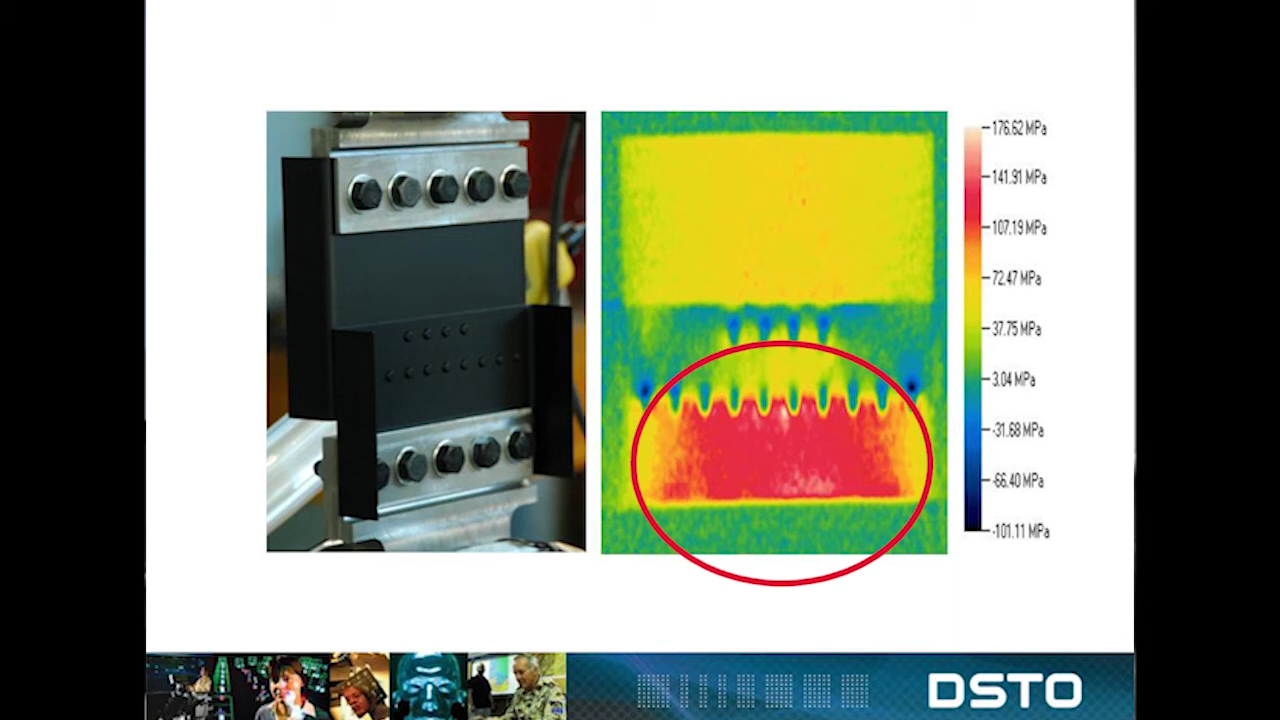 176.62 MPa
141.91 MPa
107.19 MPa
72.47 MPa
37.75 MPa
3.04 MPa
-31.68 MPa
-66.40 MPa
-101.11 MPa
DSTO